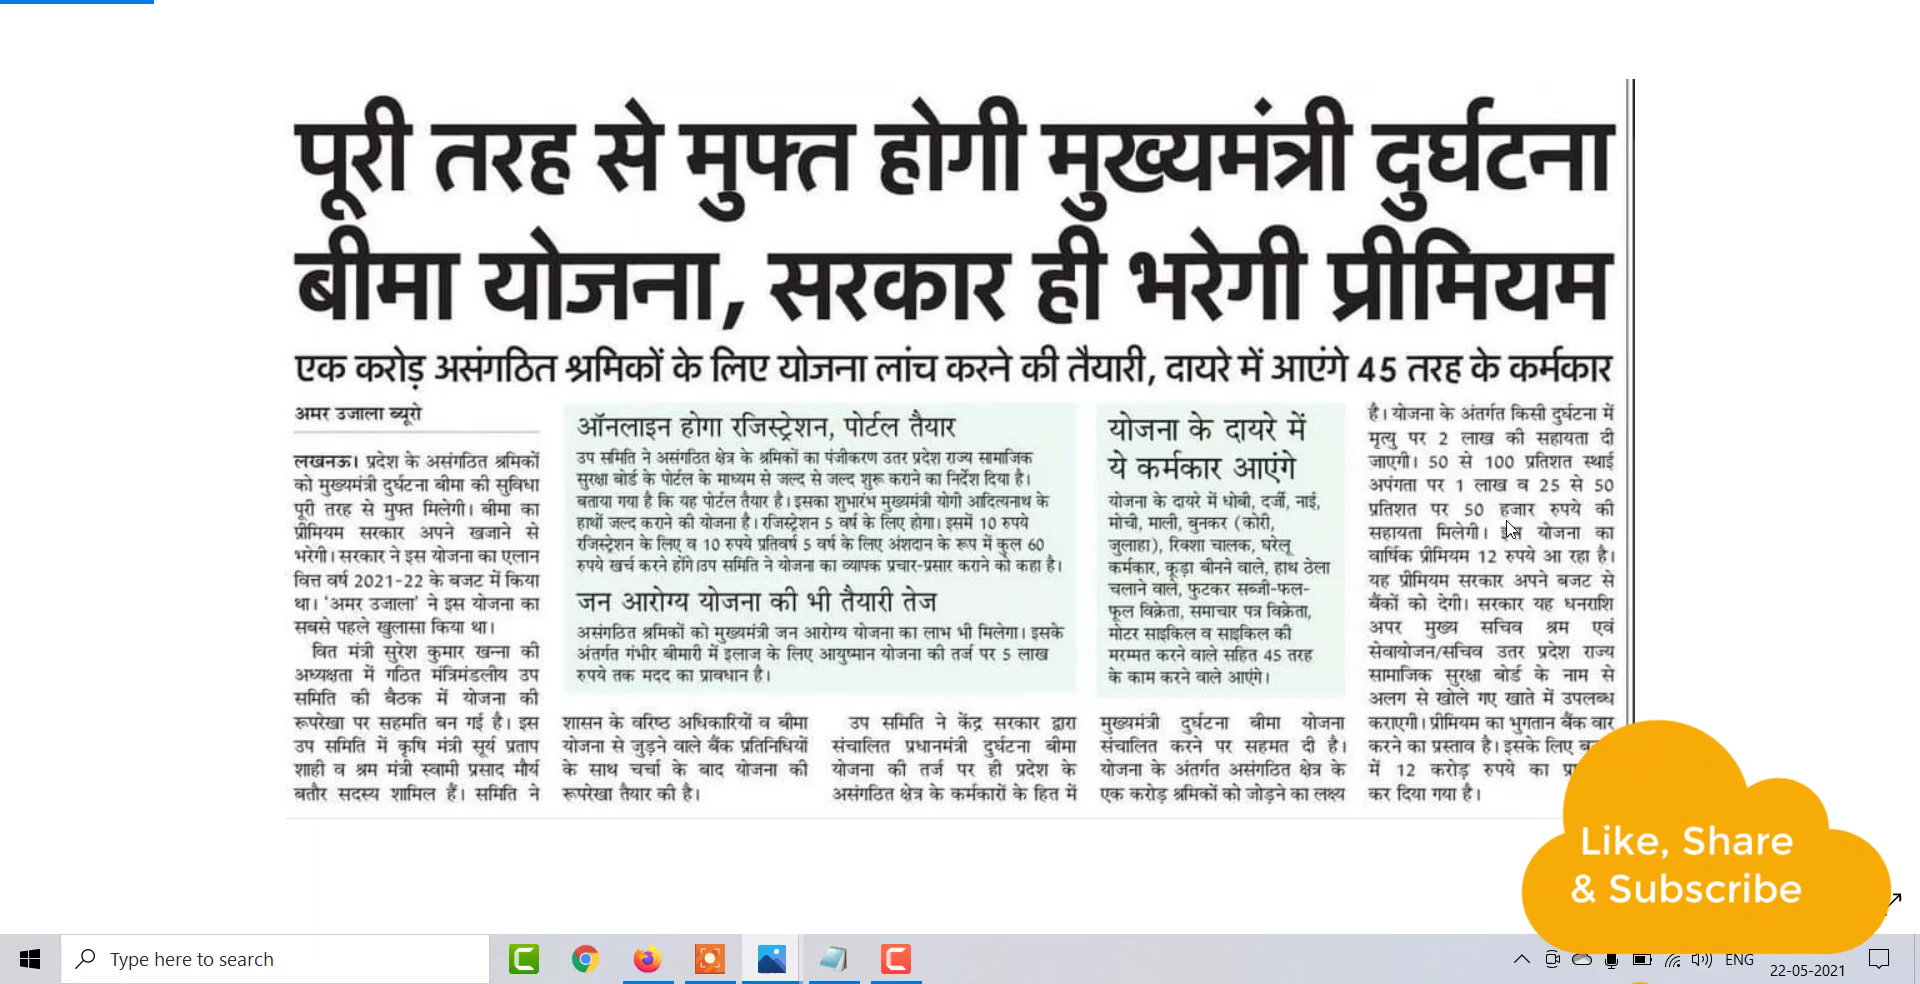 पूरी तरह से मुफ्त होगी मुख्यमंत्री दुर्घटना
बीमा योजना, सरकार ही भरेगी प्रीमियम
एक करोड़ असंगठित श्रमिकों के लिए योजना लांच करने की तैयारी, दायरे में आएंगे 45 तरह के कर्मकार
अमर उजाला ब्यूरो
लखनऊ। प्रदेश के असंगठित श्रमिकों
को मुख्यमंत्री दुर्घटना बीमा की सुविधा
पूरी तरह से मुफ्त मिलेगी। बीमा का
प्रीमियम सरकार अपने खजाने से
भरेगी। सरकार ने इस योजना का एलान
वित्त वर्ष 2021-22 के बजट में किया
था। 'अमर उजाला' ने इस योजना का
सबसे पहले खुलासा किया था।
वित मंत्री सुरेश कुमार खन्ना की
अध्यक्षता में गठित मंत्रिमंडलीय उप
समिति की बैठक में योजना की
रूपरेखा पर सहमति बन गई है। इस
उप समिति में कृषि मंत्री सूर्य प्रताप
शाही व श्रम मंत्री स्वामी प्रसाद मौर्य
बतौर सदस्य शामिल हैं। समिति ने
ऑनलाइन होगा रजिस्ट्रेशन, पोर्टल तैयार
उप समिति ने असंगठित क्षेत्र के श्रमिकों का पंजीकरण उतर प्रदेश राज्य सामाजिक
सुरक्षा बोर्ड के पोर्टल के माध्यम से जल्द से जल्द शुरू कराने का निर्देश दिया है।
बताया गया है कि यह पोर्टल तैयार है। इसका शुभारंभ मुख्यमंत्री योगी आदित्यनाथ के
हाथों जल्द कराने की योजना है। रजिस्ट्रेशन 5 वर्ष के लिए होगा। इसमें 10 रुपये
रजिस्ट्रेशन के लिए व 10 रुपये प्रतिवर्ष 5 वर्ष के लिए अंशदान के रूप में कुल 60
रुपये खर्च करने होंगे।उप समिति ने योजना का व्यापक प्रचार-प्रसार कराने को कहा है।
जन आरोग्य योजना की भी तैयारी तेज
असंगठित श्रमिकों को मुख्यमंत्री जन आरोग्य योजना का लाभ भी मिलेगा। इसके
अंतर्गत गंभीर बीमारी में इलाज के लिए आयुष्मान योजना की तर्ज पर 5 लाख
रुपये तक मदद का प्रावधान है।
शासन के वरिष्ठ अधिकारियों व बीमा
योजना से जुड़ने वाले बैंक प्रतिनिधियों
के साथ चर्चा के बाद योजना की
रूपरेखा तैयार की है।
उप समिति ने केंद्र सरकार द्वारा
संचालित प्रधानमंत्री दुर्घटना बीमा
योजना की तर्ज पर ही प्रदेश के
असंगठित क्षेत्र के कर्मकारों के हित में
योजना के दायरे में
ये कर्मकार आएंगे
योजना के दायरे में धोबी, दर्जी, नाई,
मोची, माली, बुनकर (कोरी,
जुलाहा), रिक्शा चालक, घरेलू
कर्मकार, कूड़ा बीनने वाले, हाथ ठेला
चलाने वाले, फुटकर सब्जी-फल-
फूल विक्रेता, समाचार पत्र विक्रेता,
मोटर साइकिल व साइकिल की
मरम्मत करने वाले सहित 45 तरह
के काम करने वाले आएंगे।
मुख्यमंत्री दुर्घटना बीमा योजना
संचालित करने पर सहमत दी है।
योजना के अंतर्गत असंगठित क्षेत्र के
एक करोड़ श्रमिकों को जोड़ने का लक्ष्य
है। योजना के अंतर्गत किसी दुर्घटना में
मृत्यु पर 2 लाख की सहायता दी
जाएगी। 50 से 100 प्रतिशत स्थाई
अपंगता पर 1 लाख व 25 से 50
प्रतिशत पर 50 हजार रुपये की
सहायता मिलेगी। योजना का
वार्षिक प्रीमियम 12 रुपये आ रहा है।
यह प्रीमियम सरकार अपने बजट से
बैंकों को देगी। सरकार यह धनराशि
अपर मुख्य सचिव श्रम एवं
सेवायोजन/सचिव उतर प्रदेश राज्य
सामाजिक सुरक्षा बोर्ड के नाम से
अलग से खोले गए खाते में उपलब्ध
कराएगी। प्रीमियम का भुगतान बैंक वार
करने का प्रस्ताव है। इसके लिए
में 12 करोड़ रुपये का
कर दिया गया है।
Like, Share
& Subscribe
Type here to search
ENG
22-05-2021